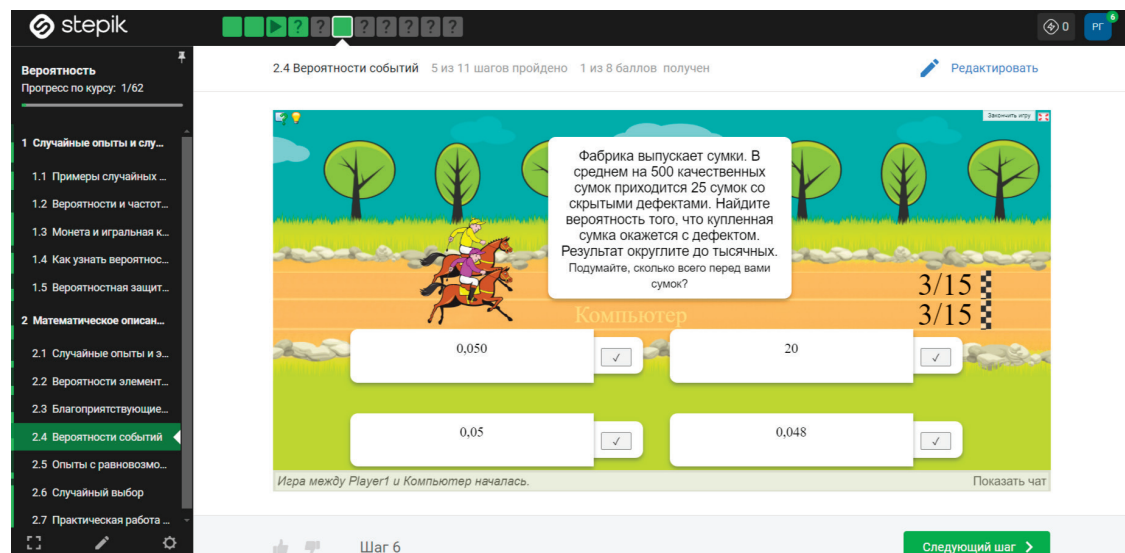 stepik
? ? ? ? ? ? ?
0
РГ
6
Вероятность
Прогресс по курсу: 1/62
1 Случайные опыты и слу...
1.1 Примеры случайных ...
1.2 Вероятности и частот...
1.3 Монета и игральная к...
1.4 Как узнать вероятнос...
1.5 Вероятностная защит...
2 Математическое описан...
2.1 Случайные опыты и э...
2.2 Вероятности элемент...
2.3 Благоприятствующие...
2.4 Вероятности событий
2.5 Опыты с равновозмо...
2.6 Случайный выбор
2.7 Практическая работа ...
2.4 Вероятности событий 5 из 11 шагов пройдено 1 из 8 баллов получен
Редактировать
Закончить игру
Фабрика выпускает сумки. В
среднем на 500 качественных
сумок приходится 25 сумок со
скрытыми дефектами. Найдите
вероятность того, что купленная
сумка окажется с дефектом.
Результат округлите до тысячных.
Подумайте, сколько всего перед вами
сумок?
3/15
3/15
Компьютер
0,050
20
0,05
0,048
Игра между Player1 и Компьютер началась.
Показать чат
Шаг 6
Следующий шаг